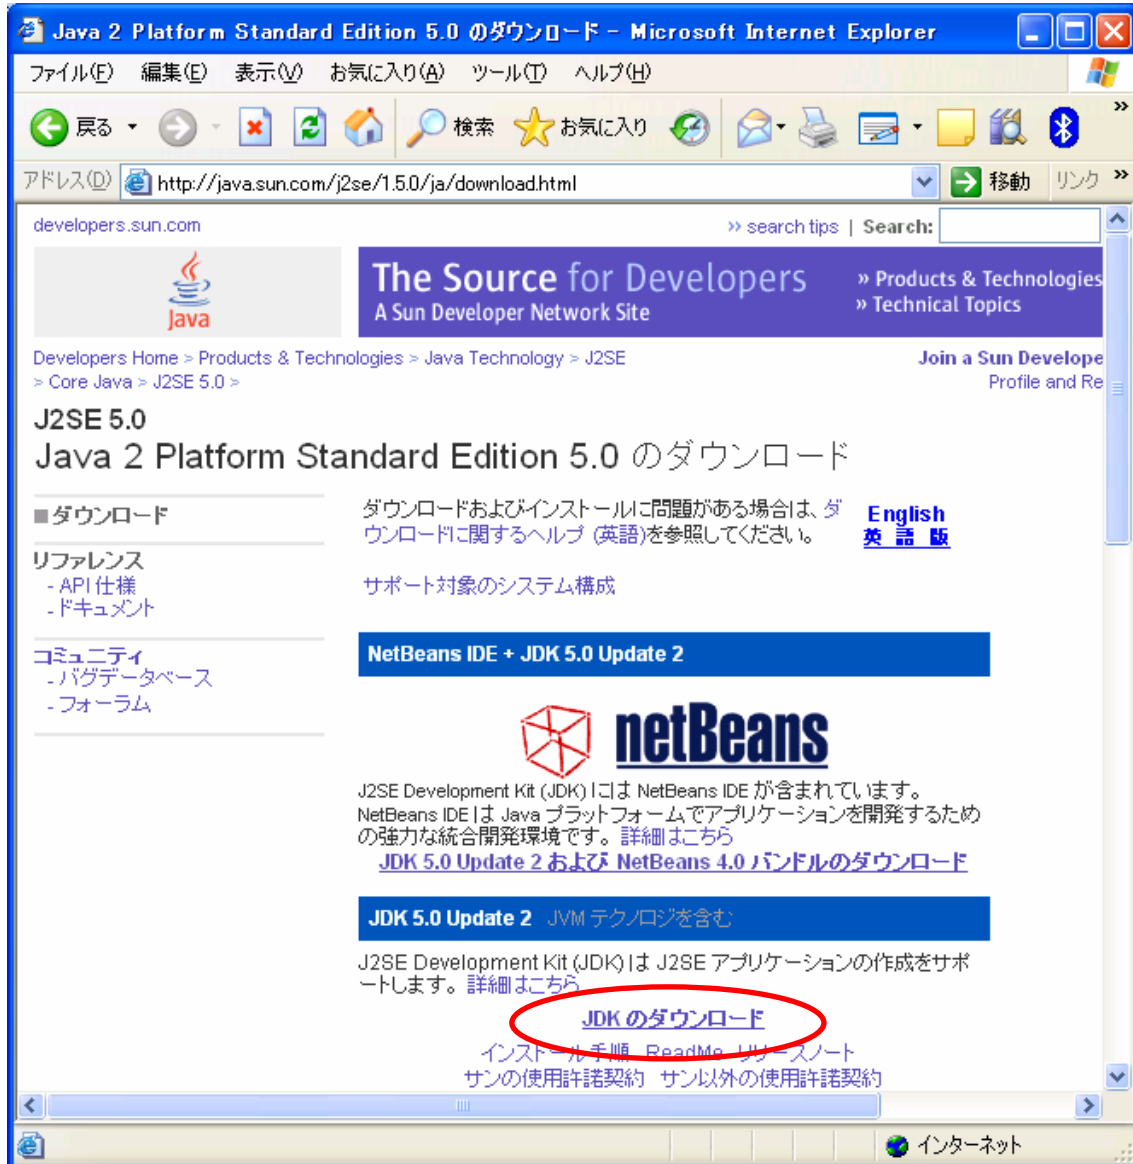 Java 2 Platform Standard Edition 5.0 のダウンロード - Microsoft Internet Explorer
ファイル(F) 編集(E) 表示(V) お気に入り(A) ツール(T) ヘルプ(H)
戻る 検索 お気に入り »
アドレス(D) http://java.sun.com/j2se/1.5.0/ja/download.html 移動 リンク »
developers.sun.com » search tips | Search:
Java
The Source for Developers
A Sun Developer Network Site
» Products & Technologies
» Technical Topics
Developers Home > Products & Technologies > Java Technology > J2SE
> Core Java > J2SE 5.0 >
Join a Sun Develope
Profile and Re
J2SE 5.0
Java 2 Platform Standard Edition 5.0 のダウンロード
■ダウンロード
リファレンス
- API 仕様
- ドキュメント
コミュニティ
- バグデータベース
- フォーラム
ダウンロードおよびインストールに問題がある場合は、ダ
ウンロードに関するヘルプ (英語)を参照してください。
English
英 語 版
サポート対象のシステム構成
NetBeans IDE + JDK 5.0 Update 2
netBeans
J2SE Development Kit (JDK) には NetBeans IDE が含まれています。
NetBeans IDE は Java プラットフォームでアプリケーションを開発するため
の強力な統合開発環境です。詳細はこちら
JDK 5.0 Update 2 および NetBeans 4.0 バンドルのダウンロード
JDK 5.0 Update 2 JVM テクノロジを含む
J2SE Development Kit (JDK) は J2SE アプリケーションの作成をサポ
ートします。詳細はこちら
JDK のダウンロード
インストール手順 ReadMe リリースノート
サンの使用許諾契約 サン以外の使用許諾契約
インターネット